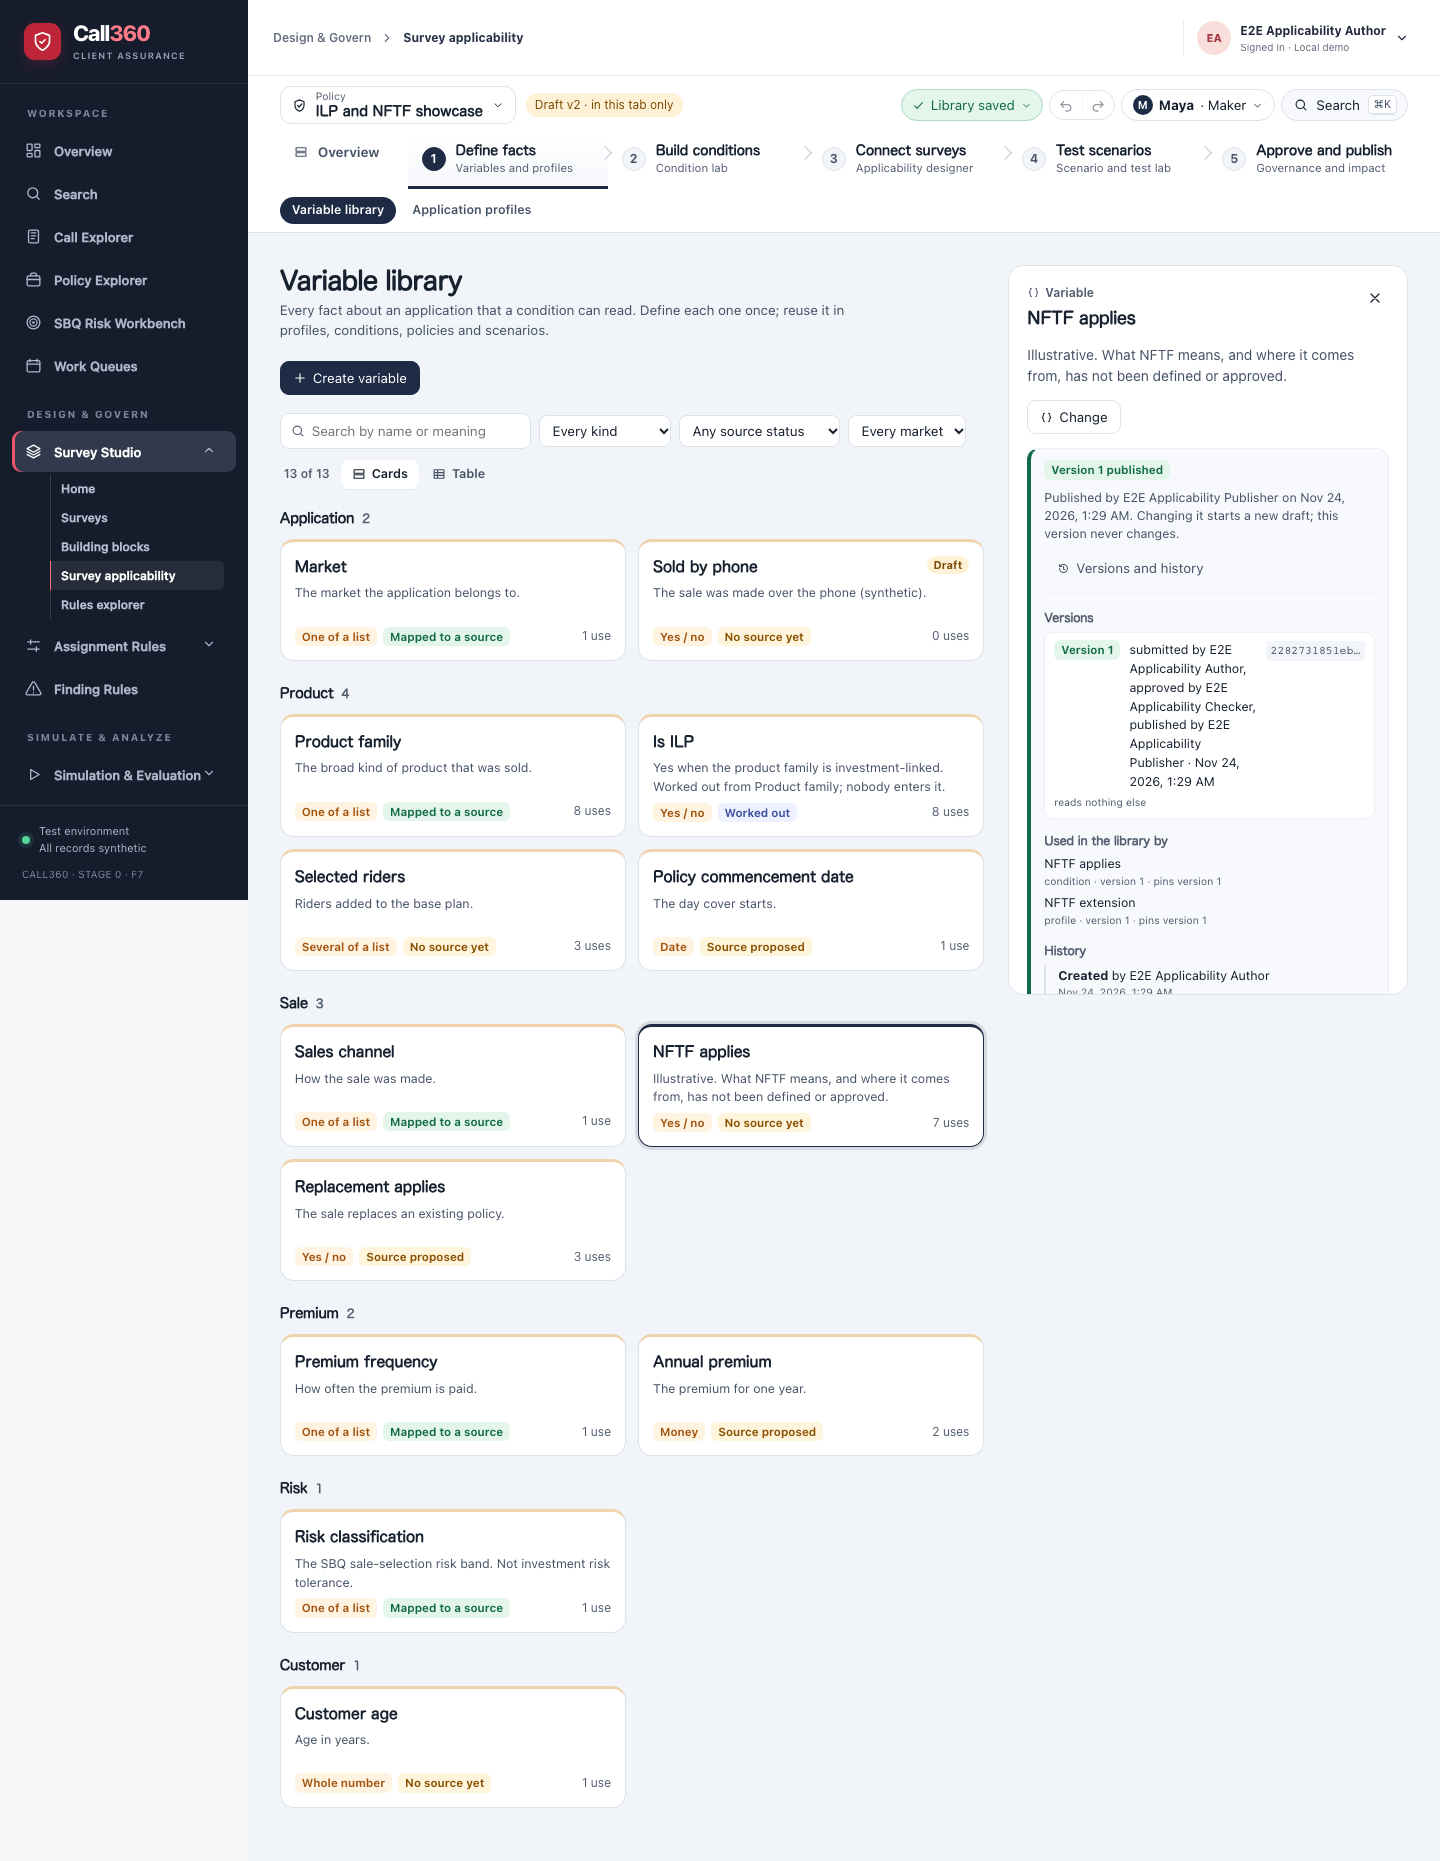 Call360
CLIENT ASSURANCE
WORKSPACE
Overview
Search
Call Explorer
Policy Explorer
SBQ Risk Workbench
Work Queues
DESIGN & GOVERN
Survey Studio
Home
Surveys
Building blocks
Survey applicability
Rules explorer
Assignment Rules
Finding Rules
SIMULATE & ANALYZE
Simulation & Evaluation
Test environment
All records synthetic
CALL360 · STAGE 0 · F7
Design & Govern
Survey applicability
EA
E2E Applicability Author
Signed in · Local demo
Policy
ILP and NFTF showcase
Draft v2 · in this tab only
Library saved
M Maya · Maker
Search ⌘K
Overview
1 Define facts
Variables and profiles
2 Build conditions
Condition lab
3 Connect surveys
Applicability designer
4 Test scenarios
Scenario and test lab
5 Approve and publish
Governance and impact
Variable library
Application profiles
Variable library
Every fact about an application that a condition can read. Define each one once; reuse it in
profiles, conditions, policies and scenarios.
Create variable
Search by name or meaning
Every kind
Any source status
Every market
13 of 13
Cards
Table
Application 2
Market
The market the application belongs to.
One of a list Mapped to a source 1 use
Sold by phone Draft
The sale was made over the phone (synthetic).
Yes / no No source yet 0 uses
Product 4
Product family
The broad kind of product that was sold.
One of a list Mapped to a source 8 uses
Is ILP
Yes when the product family is investment-linked.
Worked out from Product family; nobody enters it.
Yes / no Worked out 8 uses
Selected riders
Riders added to the base plan.
Several of a list No source yet 3 uses
Policy commencement date
The day cover starts.
Date Source proposed 1 use
Sale 3
Sales channel
How the sale was made.
One of a list Mapped to a source 1 use
NFTF applies
Illustrative. What NFTF means, and where it comes
from, has not been defined or approved.
Yes / no No source yet 7 uses
Replacement applies
The sale replaces an existing policy.
Yes / no Source proposed 3 uses
Premium 2
Premium frequency
How often the premium is paid.
One of a list Mapped to a source 1 use
Annual premium
The premium for one year.
Money Source proposed 2 uses
Risk 1
Risk classification
The SBQ sale-selection risk band. Not investment risk
tolerance.
One of a list Mapped to a source 1 use
Customer 1
Customer age
Age in years.
Whole number No source yet 1 use
Variable
NFTF applies
Illustrative. What NFTF means, and where it comes
from, has not been defined or approved.
Change
Version 1 published
Published by E2E Applicability Publisher on Nov 24,
2026, 1:29 AM. Changing it starts a new draft; this
version never changes.
Versions and history
Versions
Version 1
submitted by E2E
Applicability Author,
approved by E2E
Applicability Checker,
published by E2E
Applicability
Publisher · Nov 24,
2026, 1:29 AM
2282731851eb…
reads nothing else
Used in the library by
NFTF applies
condition · version 1 · pins version 1
NFTF extension
profile · version 1 · pins version 1
History
Created by E2E Applicability Author
Nov 24, 2026, 1:29 AM